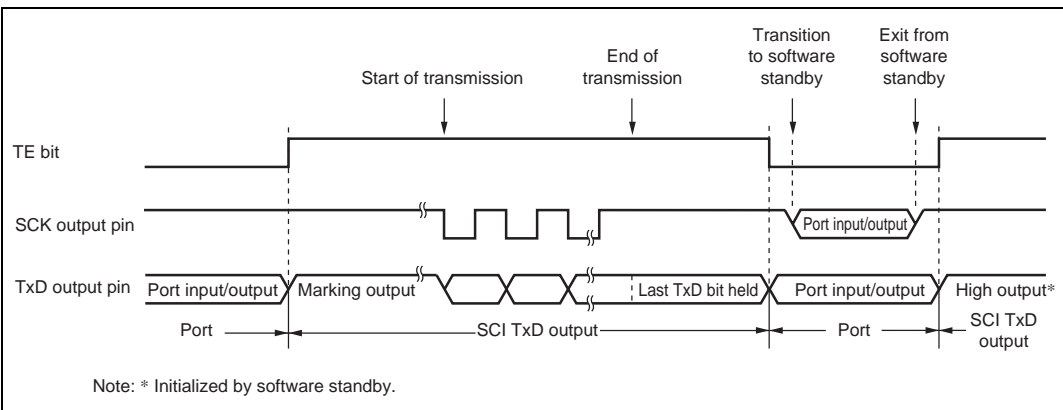 Transition
to software
standby
Exit from
software
standby
Start of transmission
End of
transmission
TE bit
SCK output pin
Port input/output
TxD output pin
Port input/output
Marking output
Last TxD bit held
Port input/output
High output*
Port
SCI TxD output
Port
SCI TxD
output
Note: * Initialized by software standby.